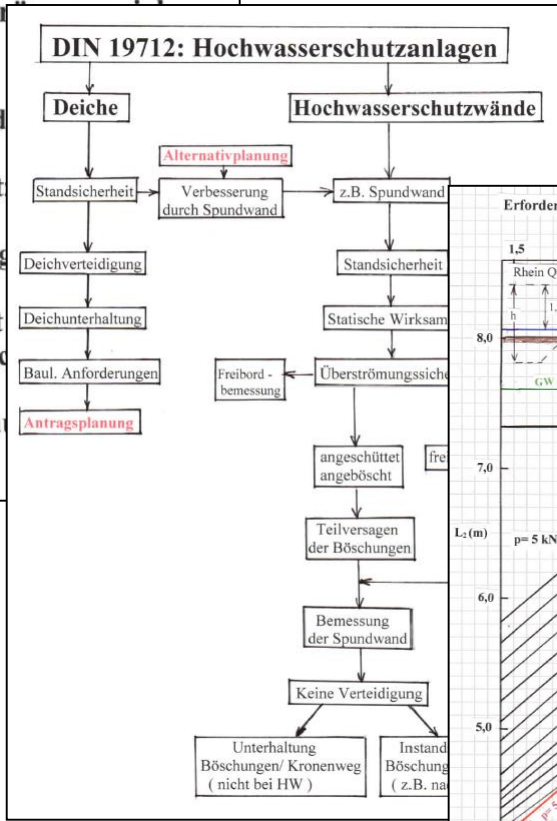 DIN 19712: Hochwasserschutzanlagen
Deiche
Hochwasserschutzwände
Alternativplanung
Standsicherheit
Verbesserung
durch Spundwand
z.B. Spundwand
Deichverteidigung
Standsicherheit
Deichunterhaltung
Statische Wirksam
Baul. Anforderungen
Freibord -
bemessung
Überströmungssiche
Antragsplanung
angeschüttet
angeböscht
frei
Teilversagen
der Böschungen
Bemessung
der Spundwand
Keine Verteidigung
Unterhaltung
Böschungen/ Kronenweg
( nicht bei HW )
Instand
Böschung
( z.B. na
Erforder
1,5
Rhein Q
h
1,
8,0
GW
7,0
L₂ (m)
p= 5 kN
6,0
5,0
p= 5